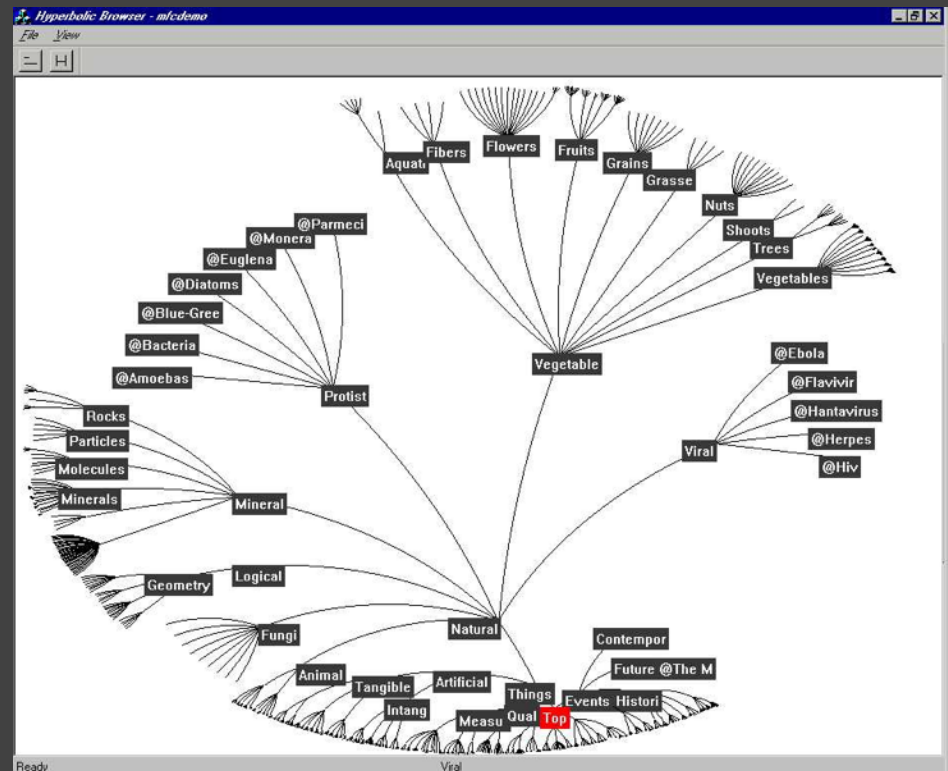 Hyperbolic Browser - mfcdemo
File View
Flowers
Fibers
Fruits
Aquat
Grains
Grasse
Nuts
@Parmeci
Shoots
@Monera
Trees
@Euglena
Vegetables
@Diatoms
@Blue-Gree
@Bacteria
@Ebola
Vegetable
@Amoebas
@Flavivir
Protist
@Hantavirus
Rocks
Particles
@Herpes
Viral
Molecules
@Hiv
Minerals
Mineral
Logical
Geometry
Natural
Fungi
Contempor
Animal
Future @The M
Artificial
Tangible
Things
Events Histori
Intang
Measu
Qual
Top
Ready Viral